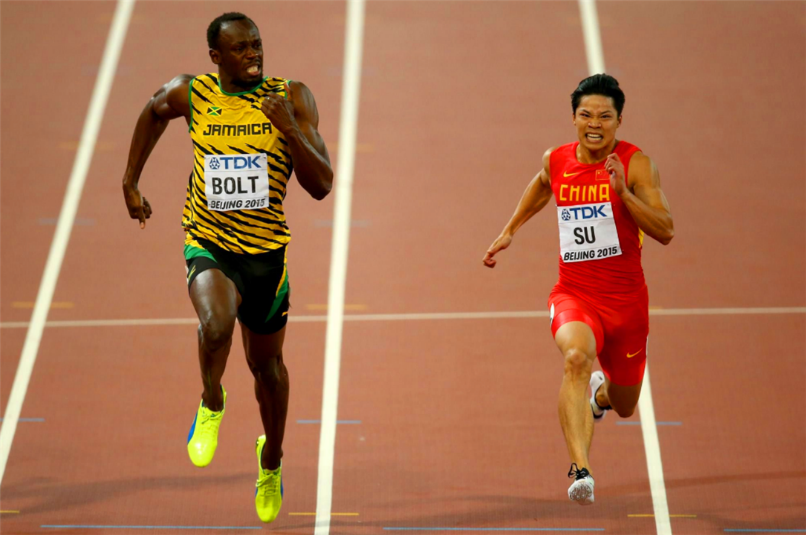 JAMAICA
TDK
BOLT
BEIJING 2015
CHINA
TDK
SU
BEIJING 2015